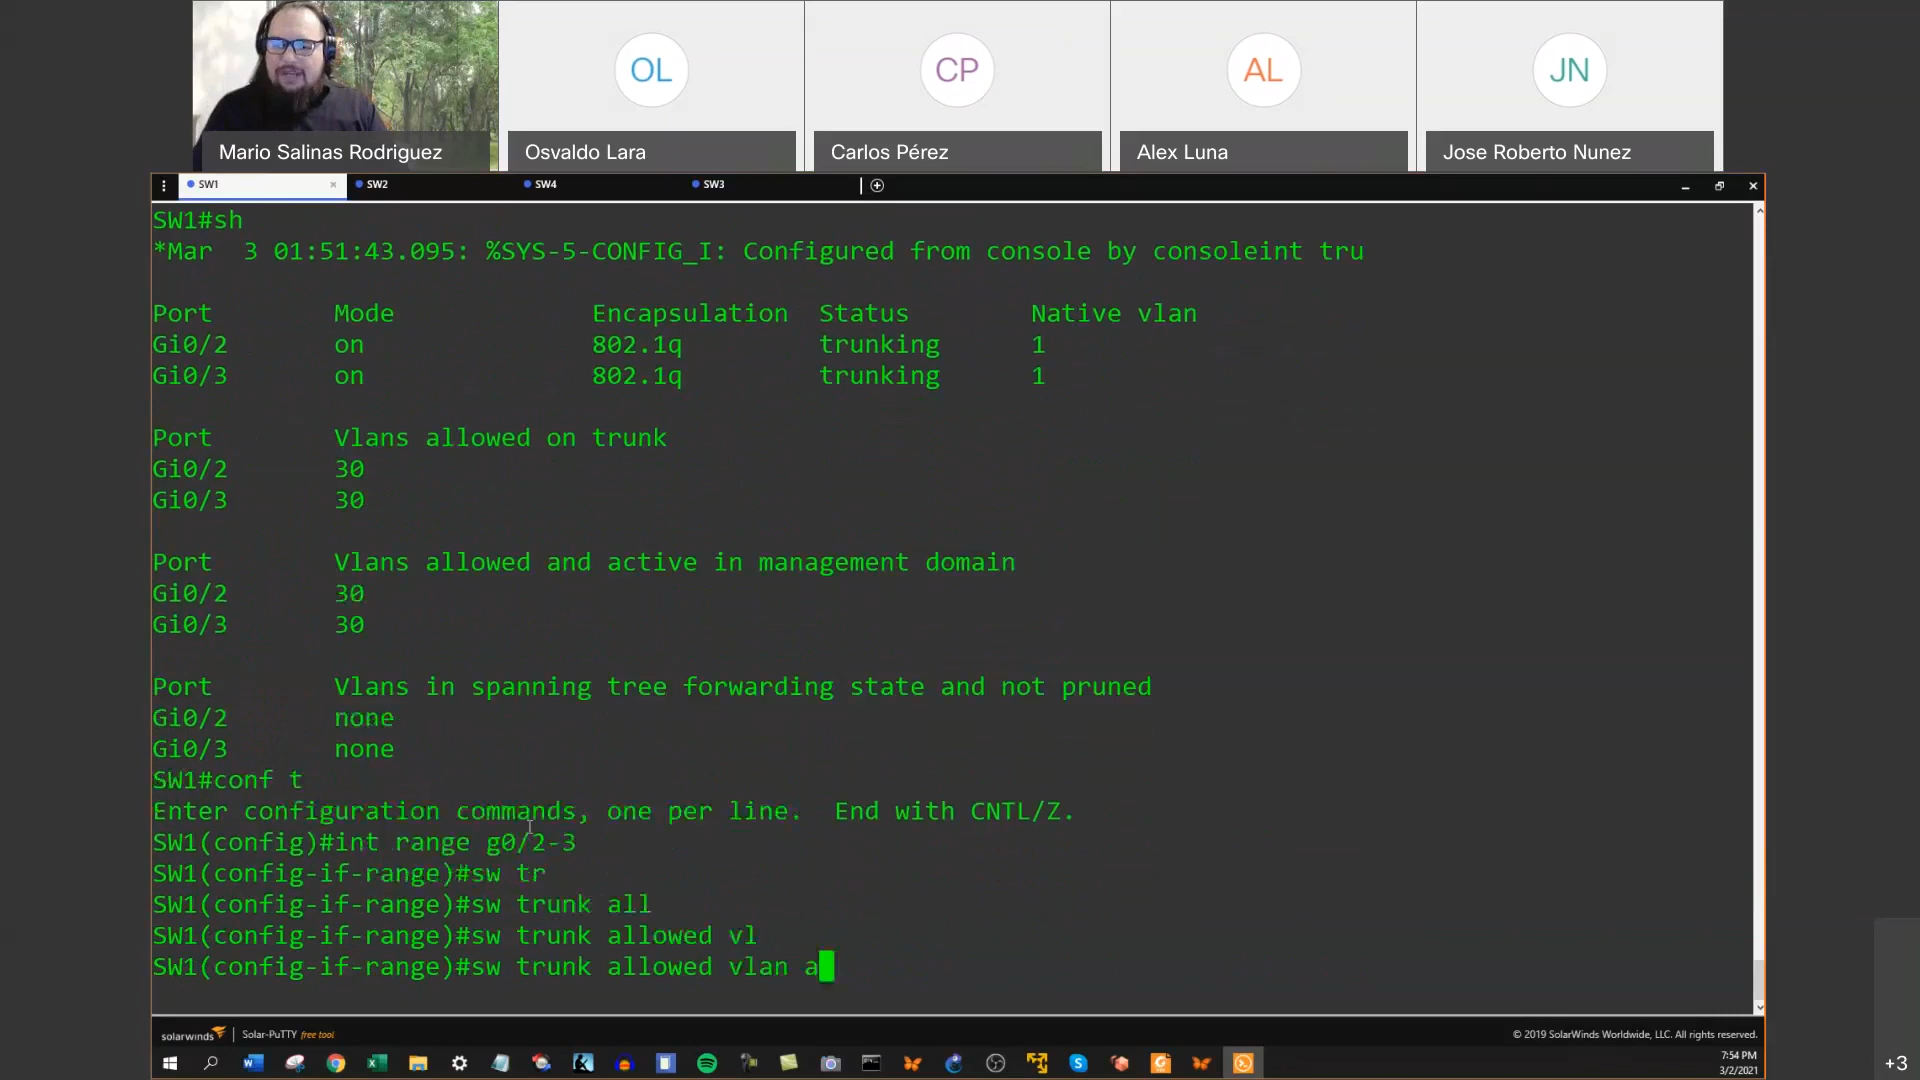 OL
CP
AL
JN
Mario Salinas Rodriguez
Osvaldo Lara
Carlos Pérez
Alex Luna
Jose Roberto Nunez
SW1
SW2
SW4
SW3
SW1#sh
*Mar  3 01:51:43.095: %SYS-5-CONFIG_I: Configured from console by consoleint tru
Port Mode Encapsulation Status Native vlan
Gi0/2 on 802.1q trunking 1
Gi0/3 on 802.1q trunking 1
Port Vlans allowed on trunk
Gi0/2 30
Gi0/3 30
Port Vlans allowed and active in management domain
Gi0/2 30
Gi0/3 30
Port Vlans in spanning tree forwarding state and not pruned
Gi0/2 none
Gi0/3 none
SW1#conf t
Enter configuration commands, one per line.  End with CNTL/Z.
SW1(config)#int range g0/2-3
SW1(config-if-range)#sw tr
SW1(config-if-range)#sw trunk all
SW1(config-if-range)#sw trunk allowed vl
SW1(config-if-range)#sw trunk allowed vlan a
solarwinds
Solar-PuTTY free tool
© 2019 SolarWinds Worldwide, LLC. All rights reserved.
7:54 PM
3/2/2021
+3